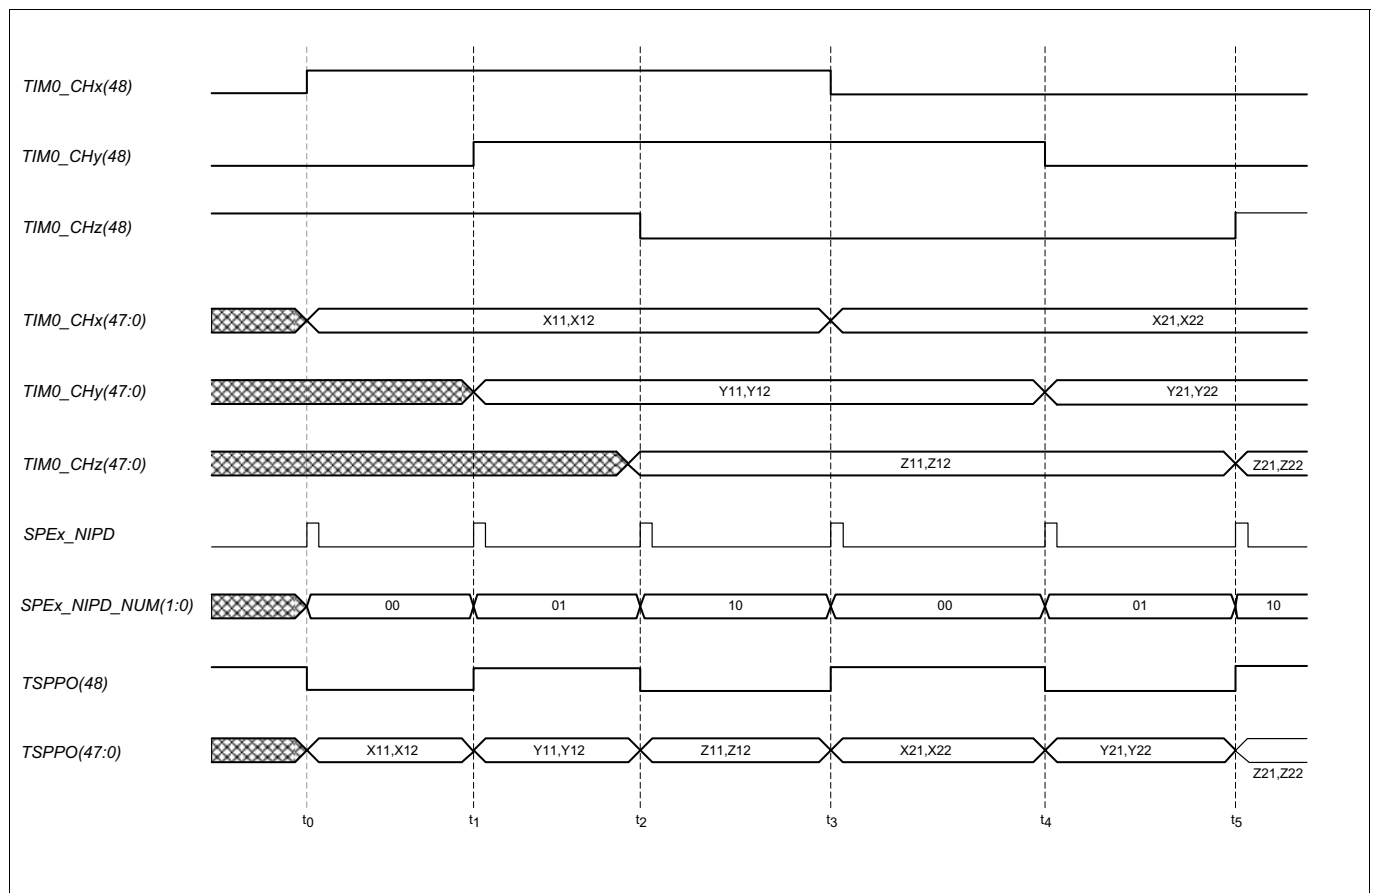 TIM0_CHx(48)
TIM0_CHy(48)
TIM0_CHz(48)
TIM0_CHx(47:0) X11,X12 X21,X22
TIM0_CHy(47:0) Y11,Y12 Y21,Y22
TIM0_CHz(47:0) Z11,Z12 Z21,Z22
SPEx_NIPD
SPEx_NIPD_NUM(1:0) 00 01 10 00 01 10
TSPPO(48)
TSPPO(47:0) X11,X12 Y11,Y12 Z11,Z12 X21,X22 Y21,Y22
Z21,Z22
t0 t1 t2 t3 t4 t5